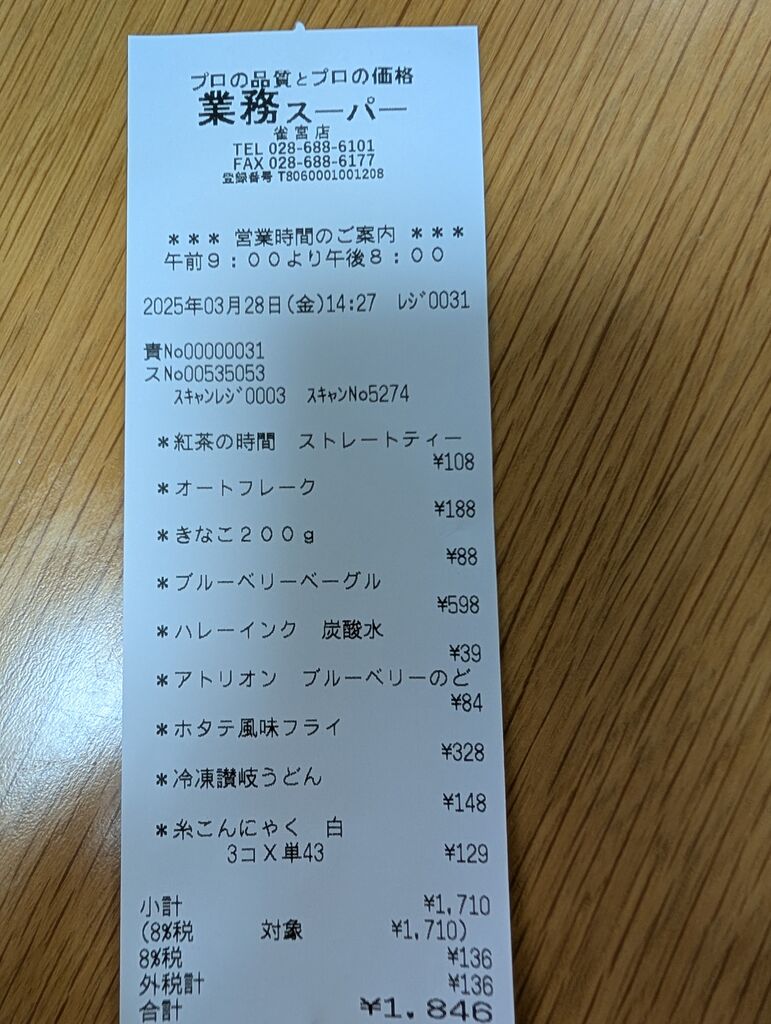 プロの品質とプロの価格
業務スーパー
雀宮店
TEL 028-688-6101
FAX 028-688-6177
登録番号 T8060001001208
＊＊＊ 営業時間のご案内 ＊＊＊
午前９：００より午後８：００
2025年03月28日(金)14:27 ﾚｼﾞ0031
責No00000031
スNo00535053
ｽｷｬﾝﾚｼﾞ0003 ｽｷｬﾝNo5274
＊紅茶の時間　ストレートティー
¥108
＊オートフレーク
¥188
＊きなこ２００ｇ
¥88
＊ブルーベリーベーグル
¥598
＊ハレーインク　炭酸水
¥39
＊アトリオン　ブルーベリーのど
¥84
＊ホタテ風味フライ
¥328
＊冷凍讃岐うどん
¥148
＊糸こんにゃく　白
3コ X 単43 ¥129
小計 ¥1,710
(8%税 対象 ¥1,710)
8%税 ¥136
外税計 ¥136
合計 ¥1,846